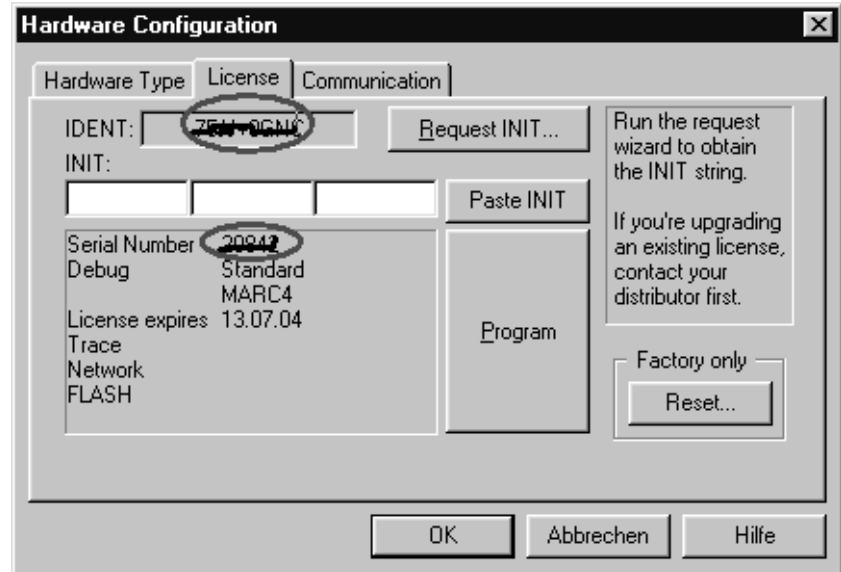 Hardware Configuration
Hardware Type License Communication
IDENT:
Request INIT...
INIT:
Paste INIT
Serial Number
Debug Standard
MARC4
License expires 13.07.04
Trace
Network
FLASH
Program
Run the request
wizard to obtain
the INIT string.
If you're upgrading
an existing license,
contact your
distributor first.
Factory only
Reset...
OK Abbrechen Hilfe